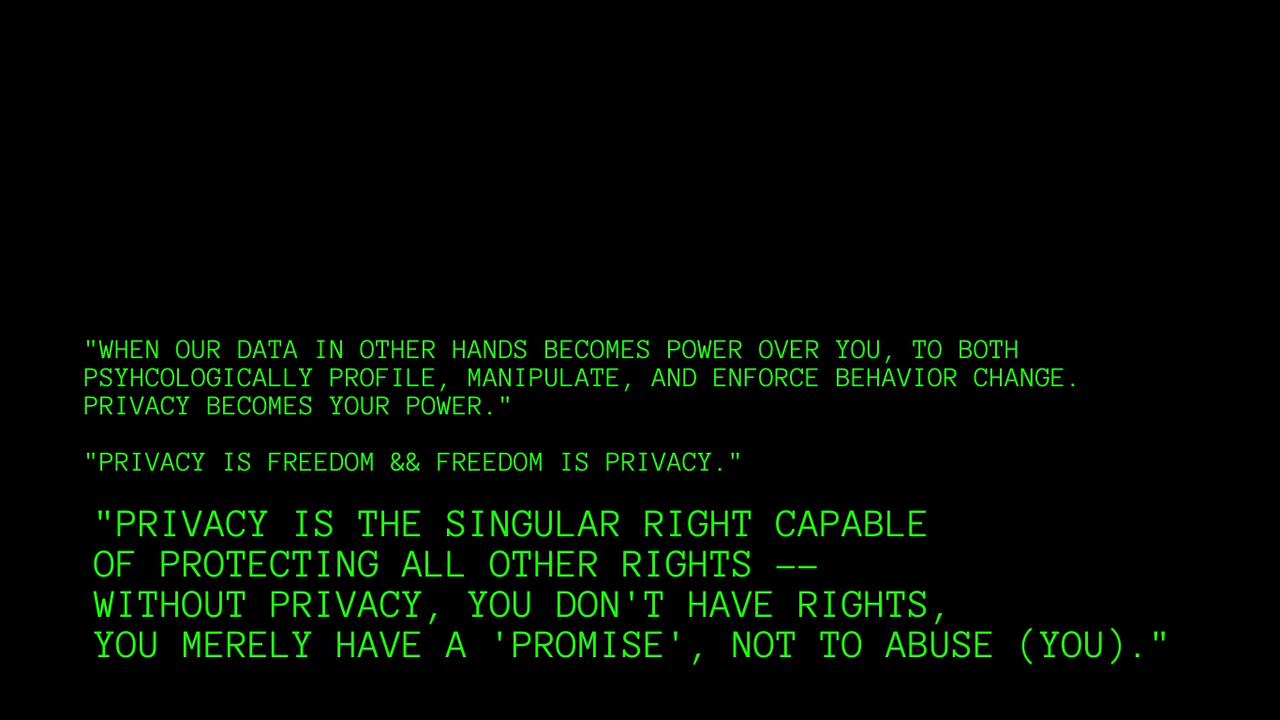 "WHEN OUR DATA IN OTHER HANDS BECOMES POWER OVER YOU, TO BOTH
PSYHCOLOGICALLY PROFILE, MANIPULATE, AND ENFORCE BEHAVIOR CHANGE.
PRIVACY BECOMES YOUR POWER."
"PRIVACY IS FREEDOM && FREEDOM IS PRIVACY."
"PRIVACY IS THE SINGULAR RIGHT CAPABLE
OF PROTECTING ALL OTHER RIGHTS --
WITHOUT PRIVACY, YOU DON'T HAVE RIGHTS,
YOU MERELY HAVE A 'PROMISE', NOT TO ABUSE (YOU)."